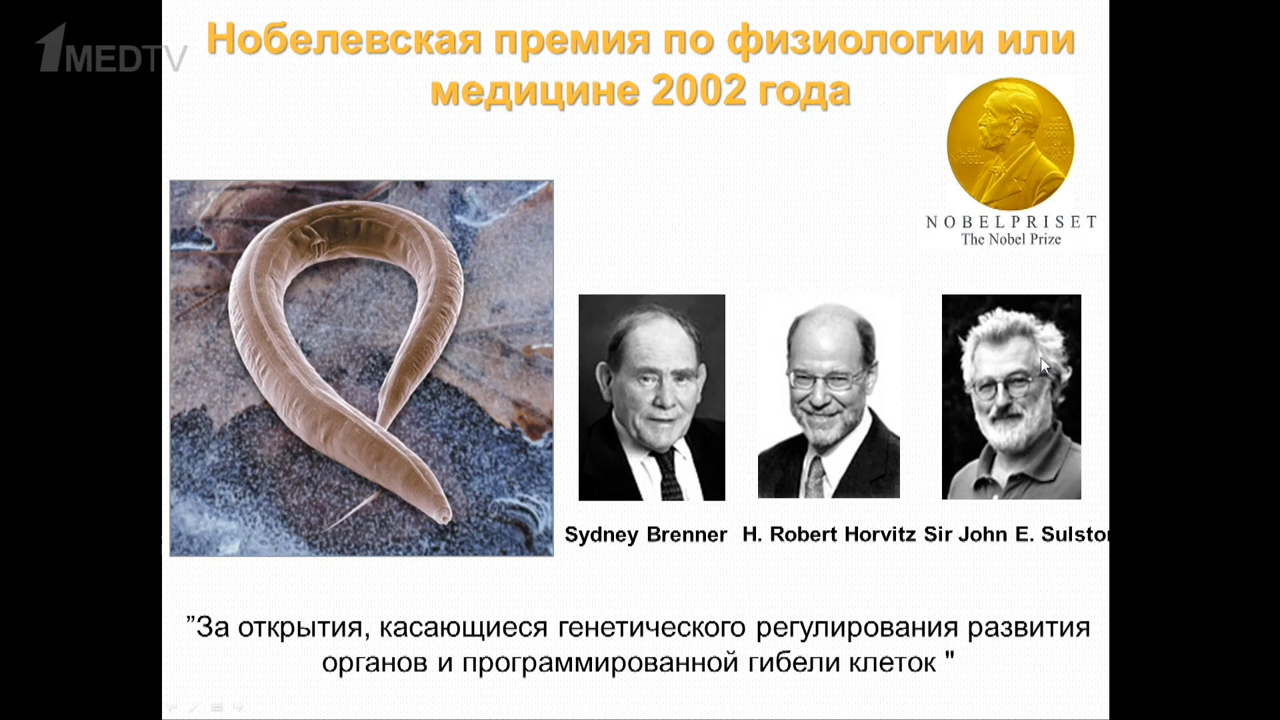 1MEDTV
Нобелевская премия по физиологии или
медицине 2002 года
NOBELPRISET
The Nobel Prize
Sydney Brenner
H. Robert Horvitz
Sir John E. Sulston
”За открытия, касающиеся генетического регулирования развития
органов и программированной гибели клеток "